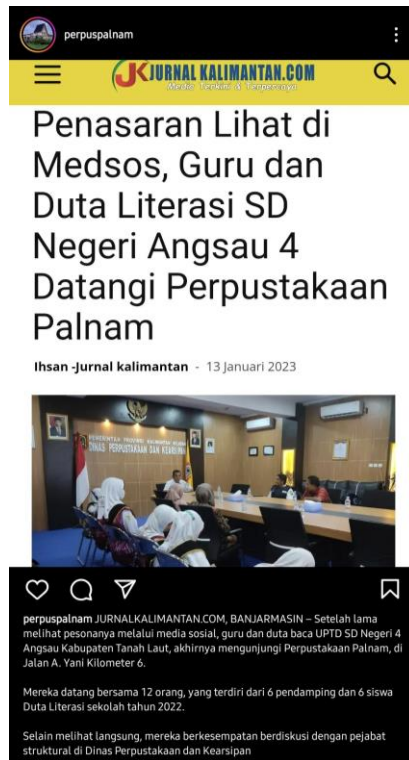 perpuspalnam
JURNAL KALIMANTAN.COM
Media Terkini & Terpercaya
Penasaran Lihat di
Medsos, Guru dan
Duta Literasi SD
Negeri Angsau 4
Datangi Perpustakaan
Palnam
Ihsan -Jurnal kalimantan - 13 Januari 2023
PEMERINTAH PROVINSI KALIMANTAN SELATAN
DINAS PERPUSTAKAAN DAN KEARSIPAN
perpuspalnam JURNALKALIMANTAN.COM, BANJARMASIN – Setelah lama
melihat pesonanya melalui media sosial, guru dan duta baca UPTD SD Negeri 4
Angsau Kabupaten Tanah Laut, akhirnya mengunjungi Perpustakaan Palnam, di
Jalan A. Yani Kilometer 6.
Mereka datang bersama 12 orang, yang terdiri dari 6 pendamping dan 6 siswa
Duta Literasi sekolah tahun 2022.
Selain melihat langsung, mereka berkesempatan berdiskusi dengan pejabat
struktural di Dinas Perpustakaan dan Kearsipan